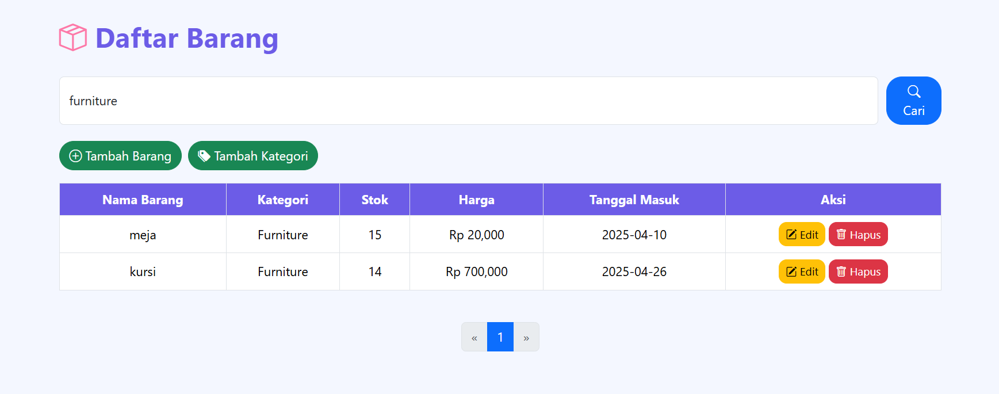 Daftar Barang
furniture
Cari
Tambah Barang Tambah Kategori
Nama Barang Kategori Stok Harga Tanggal Masuk Aksi
meja Furniture 15 Rp 20,000 2025-04-10 Edit Hapus
kursi Furniture 14 Rp 700,000 2025-04-26 Edit Hapus
« 1 »